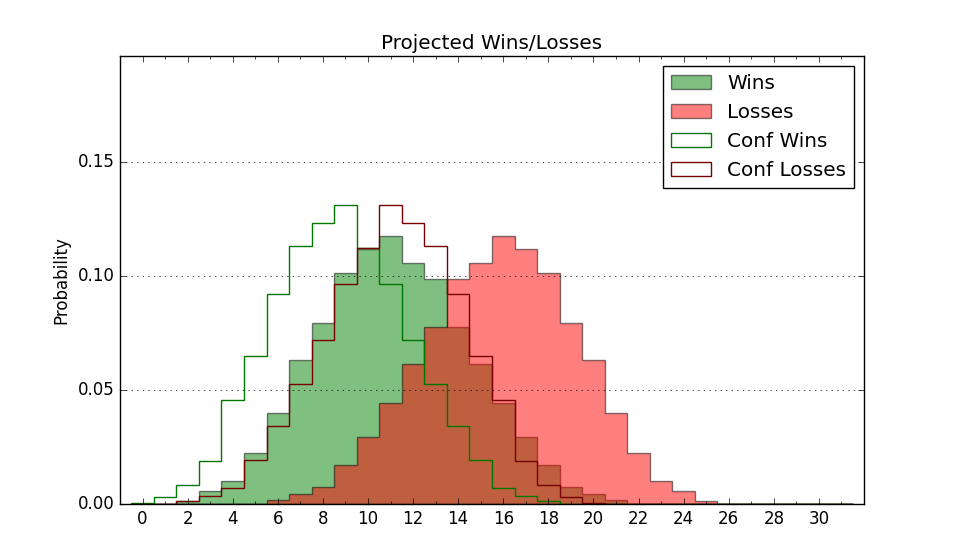 Projected Wins/Losses
Wins
Losses
Conf Wins
Conf Losses
Probability
0.15
0.10
0.05
0.00
0 2 4 6 8 10 12 14 16 18 20 22 24 26 28 30